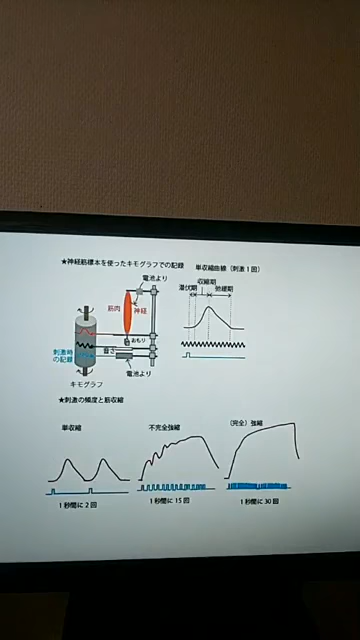 ★神経筋標本を使ったキモグラフでの記録
単収縮曲線（刺激１回）
電池より
収縮期
潜伏期
弛緩期
筋肉
神経
おもり
刺激時
の記録
音さ
電池より
キモグラフ
★刺激の頻度と筋収縮
単収縮
不完全強縮
（完全）強縮
１秒間に２回
１秒間に 15 回
１秒間に 30 回